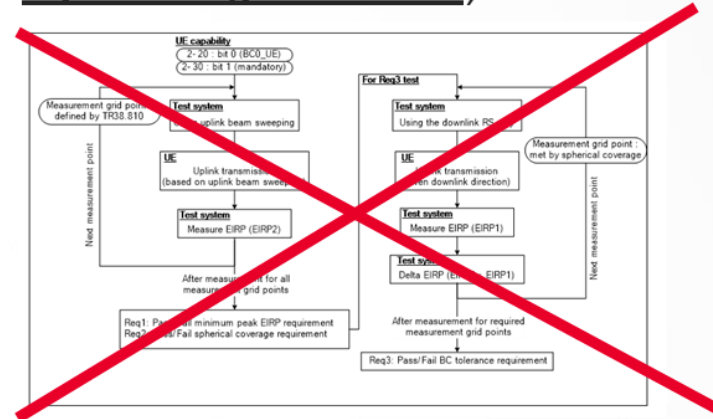 UE capability
2- 20 : bit 0 (BC0_UE)
2- 30 : bit 1 (mandatory)
Measurement grid point
defined by TR38.810
Test system
uplink beam sweeping
UE
Uplink transmission
(based on uplink beam
Test system
Measure EIRP (EIRP2)
Next measurement point
After measurement for all
measurement grid points
Req1: Pass/Fail minimum peak EIRP requirement
Req2: Pass/Fail spherical coverage requirement
For Req3 test
Test system
Using the downlink RS
Measurement grid point :
met by spherical coverage
UE
transmission
downlink direction)
Test system
Measure EIRP (EIRP1)
Test system
Delta EIRP EIRP1)
Next measurement point
After measurement for required
measurement grid points
Req3: Pass/Fail BC tolerance requirement